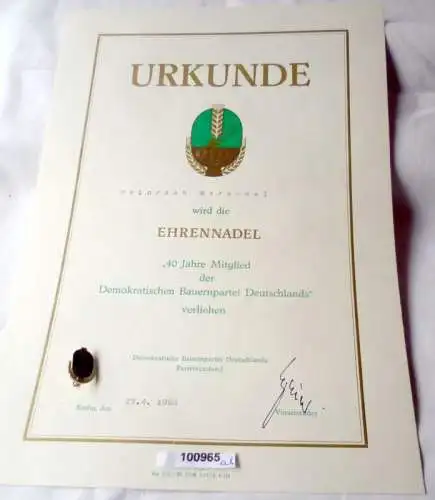 URKUNDE
wird die
EHRENNADEL
„40 Jahre Mitglied
der
Demokratischen Bauernpartei Deutschlands"
verliehen
Demokratische Bauernpartei Deutschlands
Parteivorstand
Berlin, den
Vorsitzender
100965